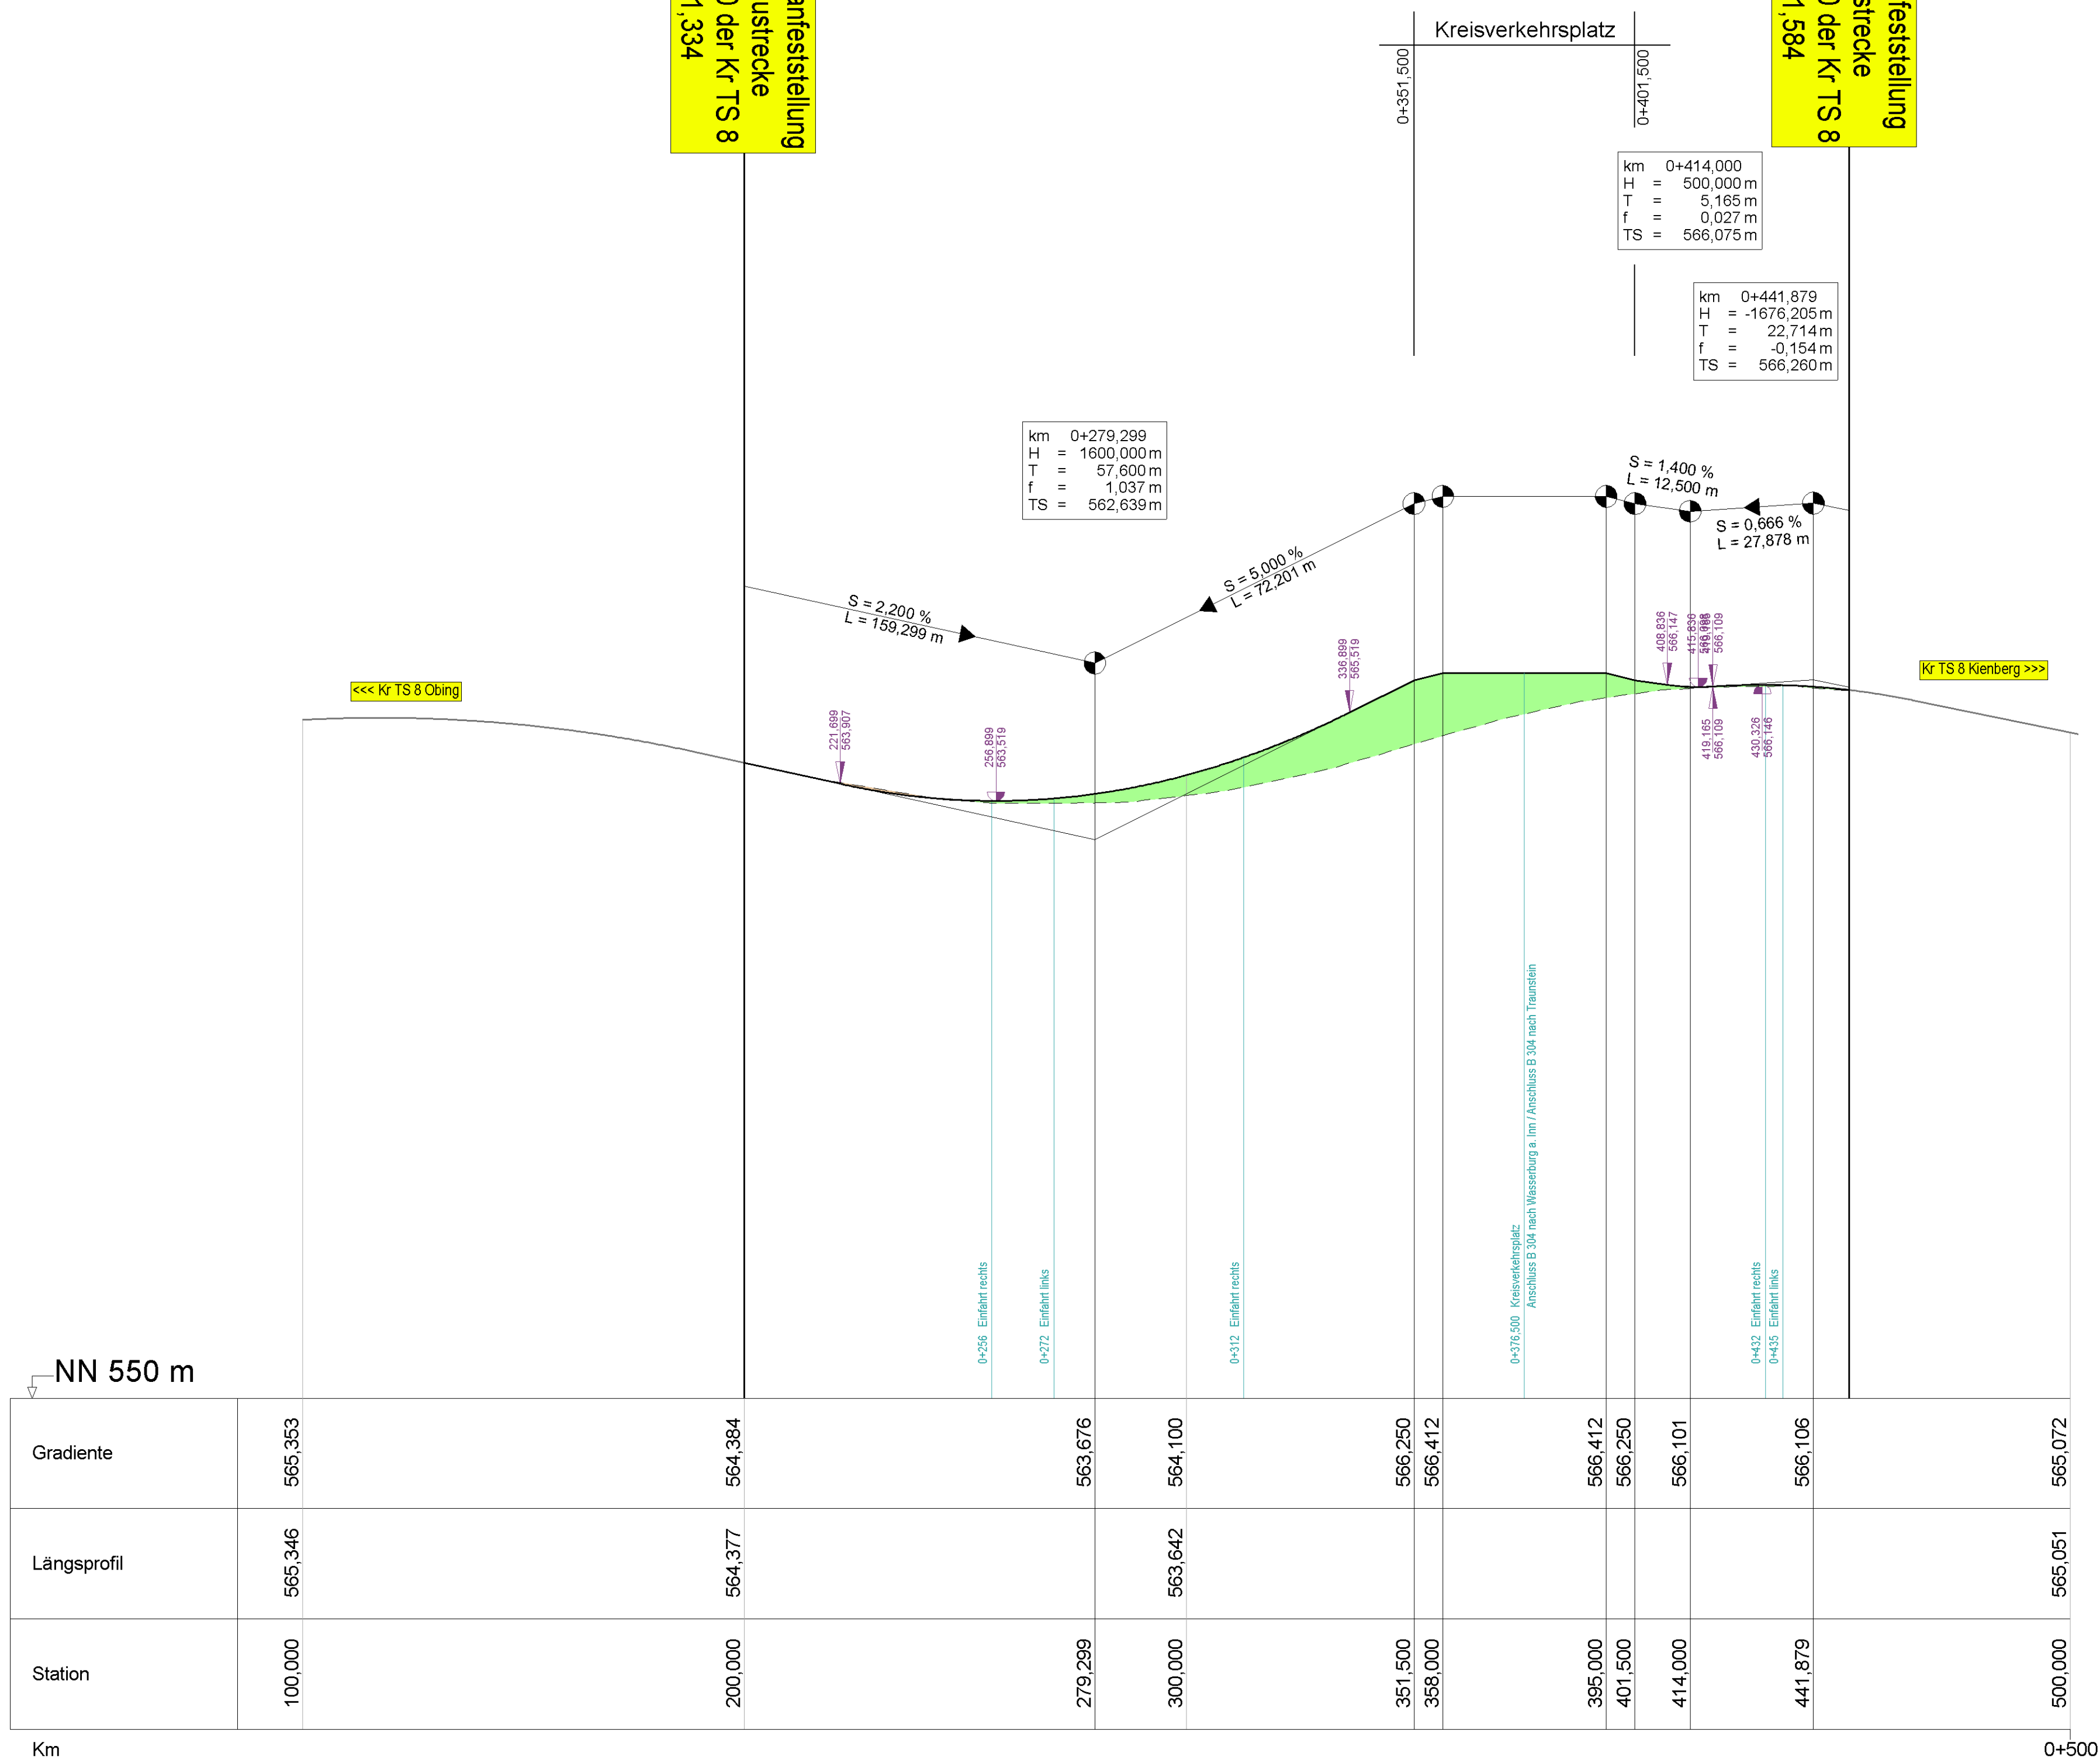 anfeststellung
ustrecke
0 der Kr TS 8
1,334
Kreisverkehrsplatz
0+351,500
0+401,500
feststellung
strecke
0 der Kr TS 8
1,584
km 0+414,000
H = 500,000 m
T = 5,165 m
f = 0,027 m
TS = 566,075 m
km 0+441,879
H = -1676,205 m
T = 22,714 m
f = -0,154 m
TS = 566,260 m
km 0+279,299
H = 1600,000 m
T = 57,600 m
f = 1,037 m
TS = 562,639 m
S = 2,200 %
L = 159,299 m
S = 5,000 %
L = 72,201 m
S = 1,400 %
L = 12,500 m
S = 0,666 %
L = 27,878 m
<<< Kr TS 8 Obing
Kr TS 8 Kienberg >>>
221,699
563,907
256,899
563,519
336,899
565,519
408,836
566,147
415,836
566,109
419,165
566,109
430,326
566,146
0+256 Einfahrt rechts
0+272 Einfahrt links
0+312 Einfahrt rechts
0+376,500 Kreisverkehrsplatz
Anschluss B 304 nach Wasserburg a. Inn / Anschluss B 304 nach Traunstein
0+432 Einfahrt rechts
0+435 Einfahrt links
NN 550 m
Gradiente 565,353 564,384 563,676 564,100 566,250 566,412 566,412 566,250 566,101 566,106 565,072
Längsprofil 565,346 564,377 563,642 565,051
Station 100,000 200,000 279,299 300,000 351,500 358,000 395,000 401,500 414,000 441,879 500,000
Km 0+500